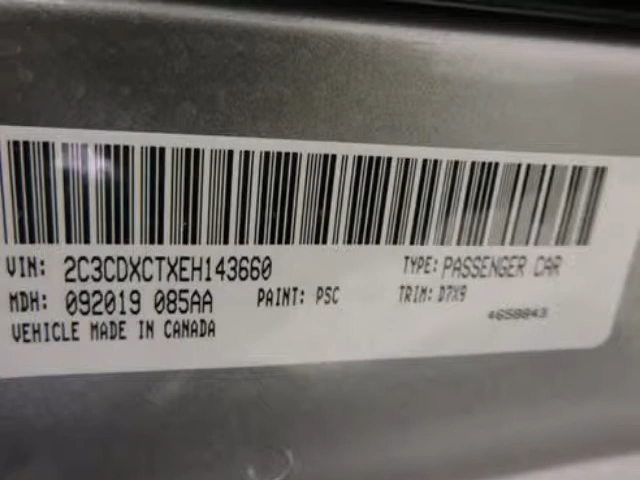 VIN: 2C3CDXCTXEH143660 TYPE: PASSENGER CAR
MDH: 092019 085AA PAINT: PSC TRIM: D7X9
VEHICLE MADE IN CANADA 4658843